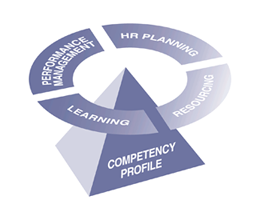 PERFORMANCE
MANAGEMENT
HR PLANNING
RESOURCING
LEARNING
COMPETENCY
PROFILE